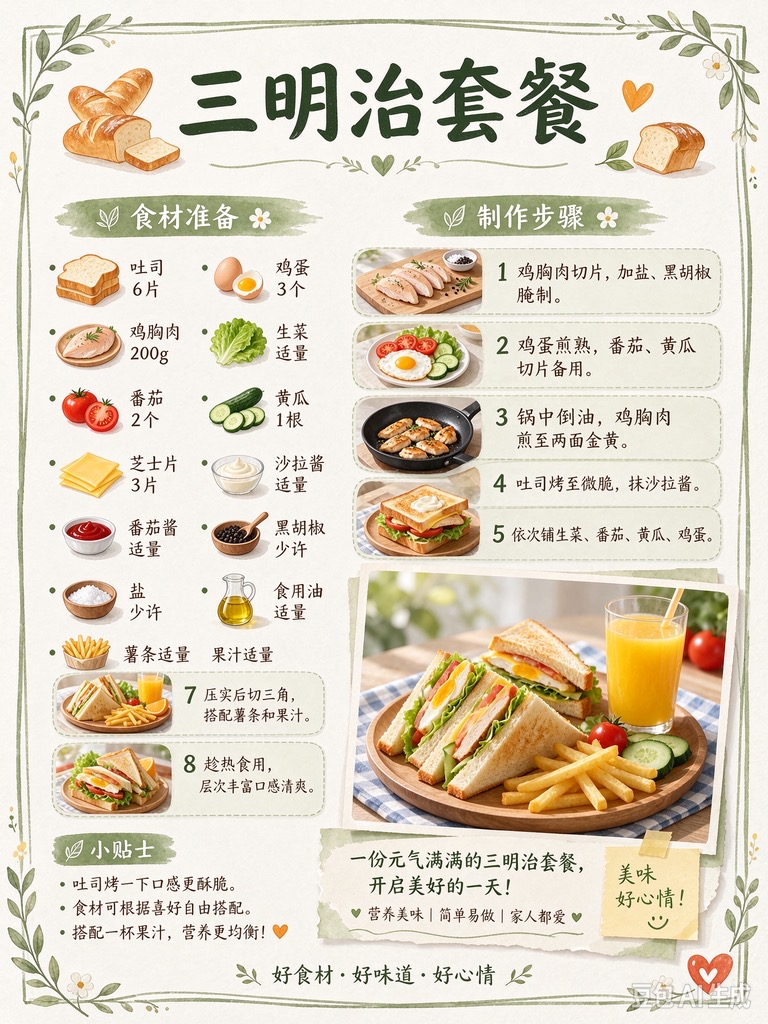 三明治套餐
食材准备
吐司
6片
鸡蛋
3个
鸡胸肉
200g
生菜
适量
番茄
2个
黄瓜
1根
芝士片
3片
沙拉酱
适量
番茄酱
适量
黑胡椒
少许
盐
少许
食用油
适量
薯条适量 果汁适量
制作步骤
1 鸡胸肉切片，加盐、黑胡椒
腌制。
2 鸡蛋煎熟，番茄、黄瓜
切片备用。
3 锅中倒油，鸡胸肉
煎至两面金黄。
4 吐司烤至微脆，抹沙拉酱。
5 依次铺生菜、番茄、黄瓜、鸡蛋。
7 压实后切三角，
搭配薯条和果汁。
8 趁热食用，
层次丰富口感清爽。
小贴士
• 吐司烤一下口感更酥脆。
• 食材可根据喜好自由搭配。
• 搭配一杯果汁，营养更均衡！
一份元气满满的三明治套餐，
开启美好的一天！
营养美味 | 简单易做 | 家人都爱
美味
好心情！
好食材·好味道·好心情
豆包AI生成